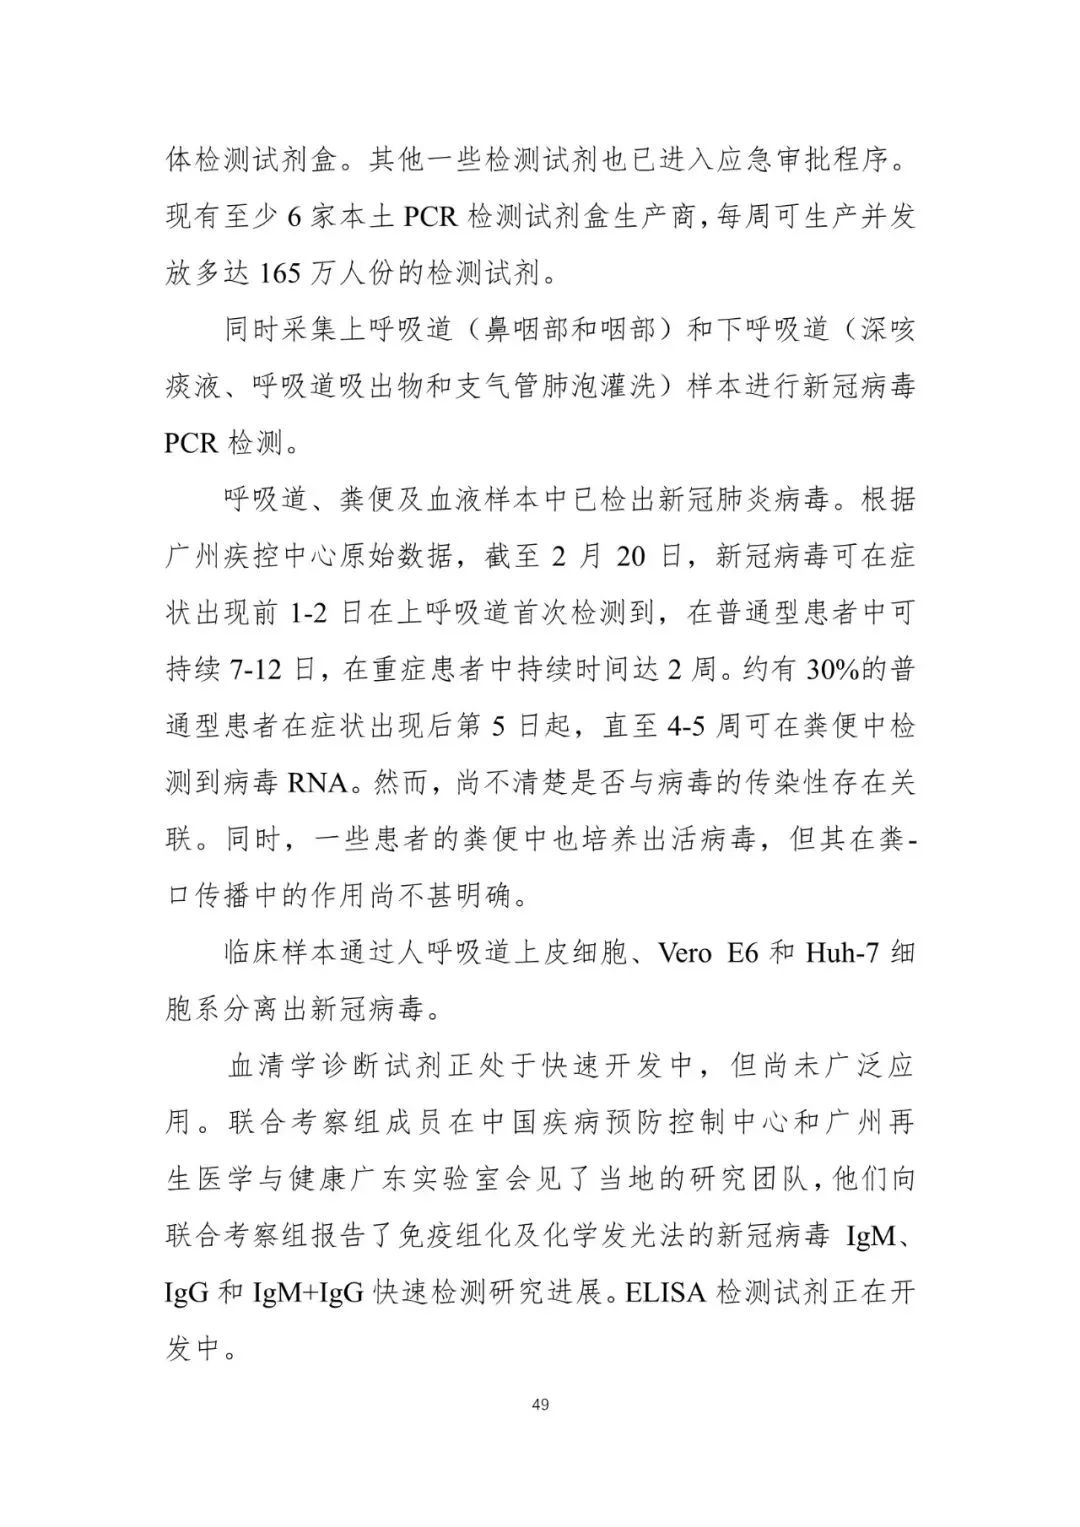 体检测试剂盒。其他一些检测试剂也已进入应急审批程序。
现有至少 6 家本土 PCR 检测试剂盒生产商，每周可生产并发
放多达 165 万人份的检测试剂。
同时采集上呼吸道（鼻咽部和咽部）和下呼吸道（深咳
痰液、呼吸道吸出物和支气管肺泡灌洗）样本进行新冠病毒
PCR 检测。
呼吸道、粪便及血液样本中已检出新冠肺炎病毒。根据
广州疾控中心原始数据，截至 2 月 20 日，新冠病毒可在症
状出现前 1-2 日在上呼吸道首次检测到，在普通型患者中可
持续 7-12 日，在重症患者中持续时间达 2 周。约有 30%的普
通型患者在症状出现后第 5 日起，直至 4-5 周可在粪便中检
测到病毒 RNA。然而，尚不清楚是否与病毒的传染性存在关
联。同时，一些患者的粪便中也培养出活病毒，但其在粪-
口传播中的作用尚不甚明确。
临床样本通过人呼吸道上皮细胞、Vero E6 和 Huh-7 细
胞系分离出新冠病毒。
血清学诊断试剂正处于快速开发中，但尚未广泛应
用。联合考察组成员在中国疾病预防控制中心和广州再
生医学与健康广东实验室会见了当地的研究团队，他们向
联合考察组报告了免疫组化及化学发光法的新冠病毒 IgM、
IgG 和 IgM+IgG 快速检测研究进展。ELISA 检测试剂正在开
发中。
49